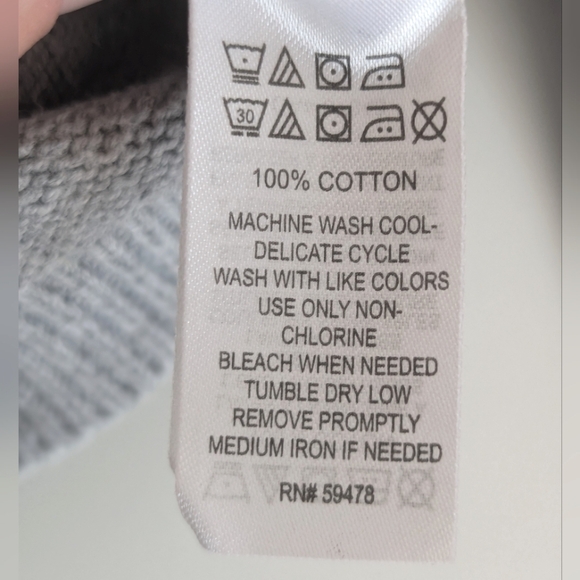 30
100% COTTON
MACHINE WASH COOL-
DELICATE CYCLE
WASH WITH LIKE COLORS
USE ONLY NON-
CHLORINE
BLEACH WHEN NEEDED
TUMBLE DRY LOW
REMOVE PROMPTLY
MEDIUM IRON IF NEEDED
RN# 59478